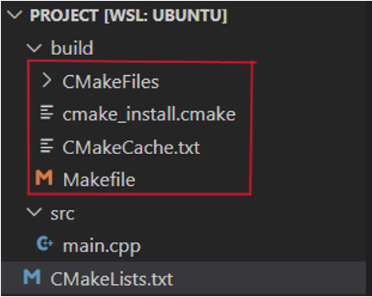 PROJECT [WSL: UBUNTU]
build
CMakeFiles
cmake_install.cmake
CMakeCache.txt
M Makefile
src
C++ main.cpp
M CMakeLists.txt